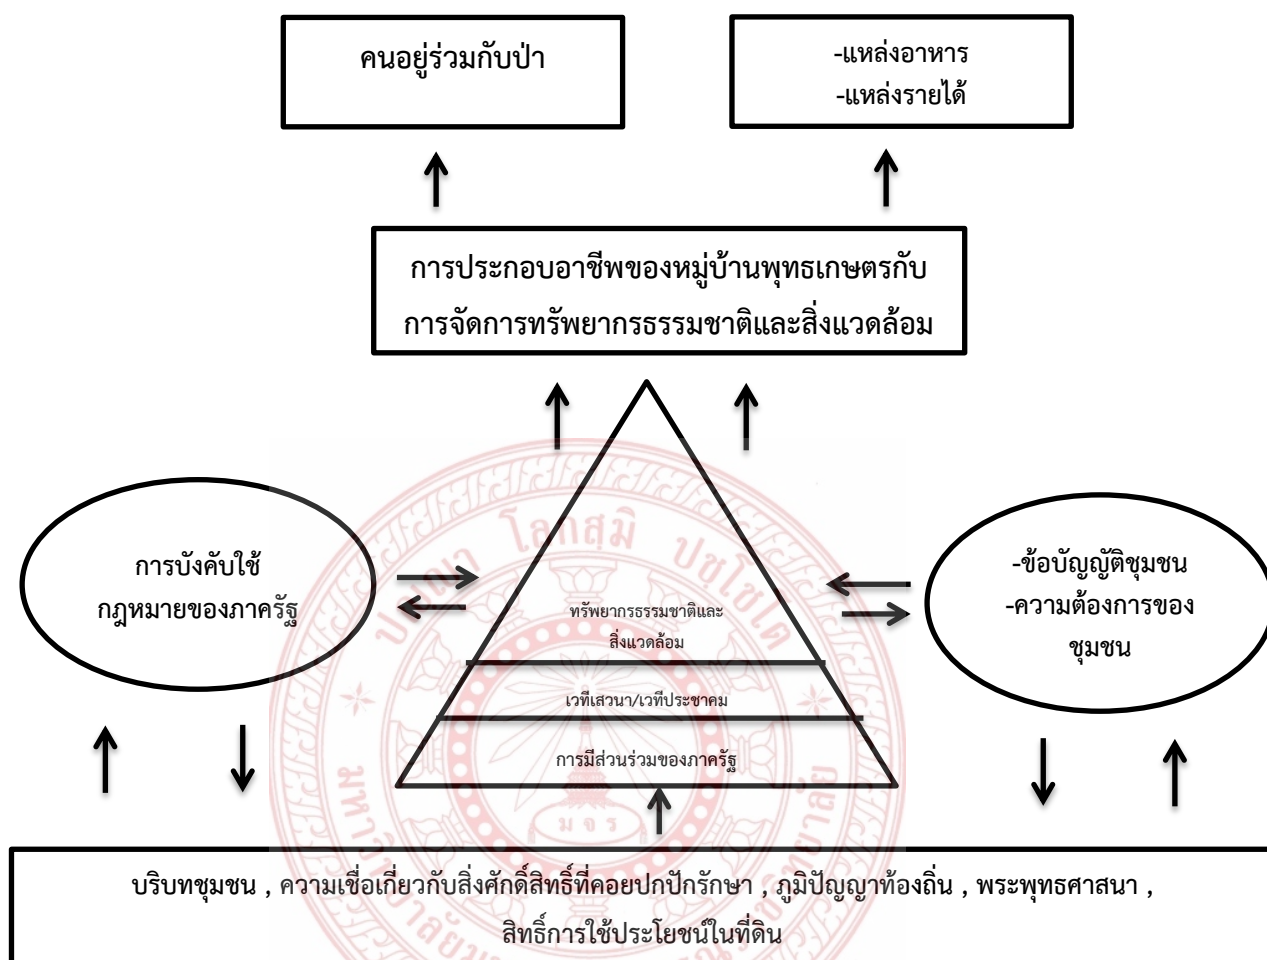 คนอยู่ร่วมกับป่า
-แหล่งอาหาร
-แหล่งรายได้
การประกอบอาชีพของหมู่บ้านพุทธเกษตรกับ
การจัดการทรัพยากรธรรมชาติและสิ่งแวดล้อม
การบังคับใช้
กฎหมายของภาครัฐ
ทรัพยากรธรรมชาติและ
สิ่งแวดล้อม
เวทีเสวนา/เวทีประชาคม
การมีส่วนร่วมของภาครัฐ
-ข้อบัญญัติชุมชน
-ความต้องการของ
ชุมชน
บริบทชุมชน , ความเชื่อเกี่ยวกับสิ่งศักดิ์สิทธิ์ที่คอยปกปักรักษา , ภูมิปัญญาท้องถิ่น , พระพุทธศาสนา ,
สิทธิ์การใช้ประโยชน์ในที่ดิน
โลกสฺมิ
ปชฺโชโต
ม จ ร